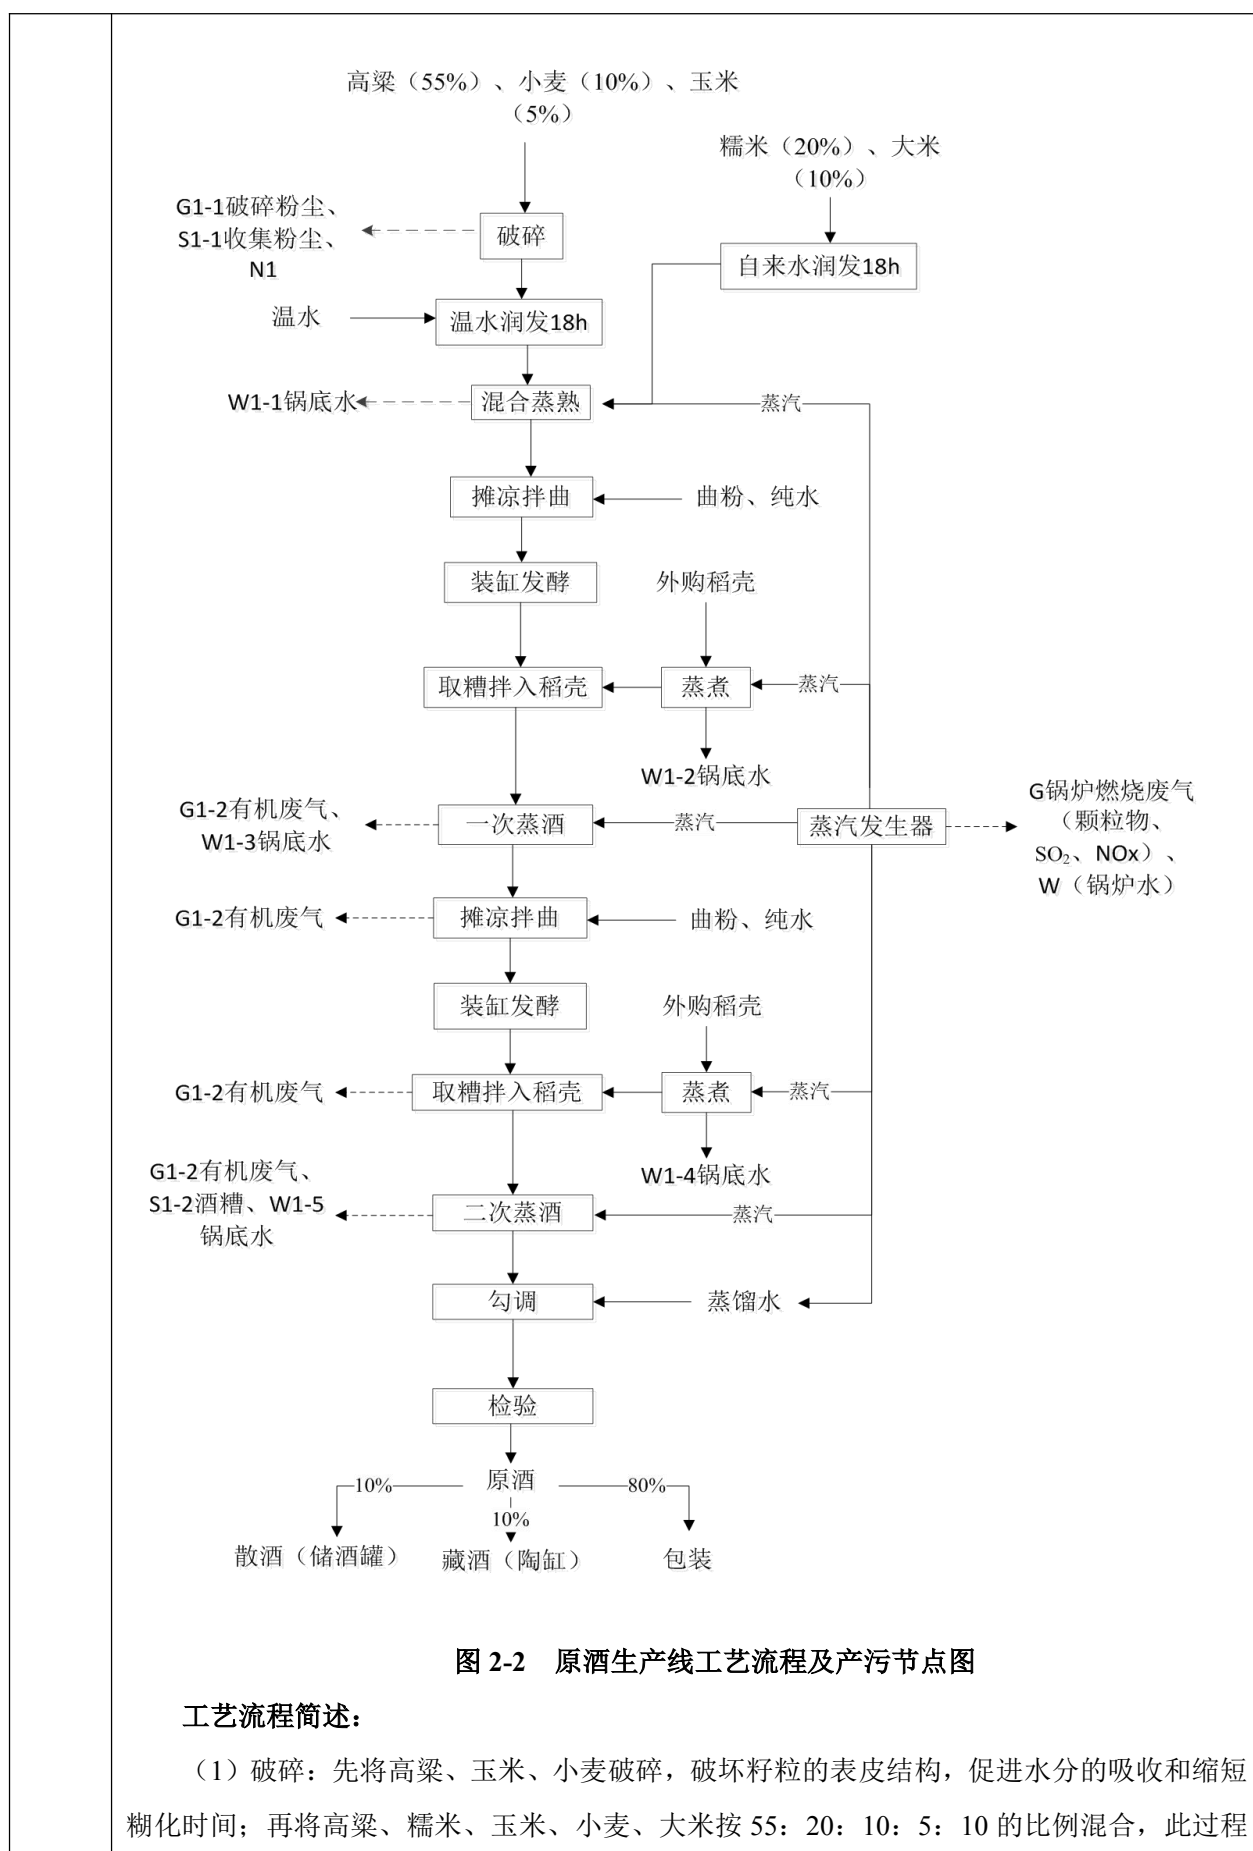 高粱（55%）、小麦（10%）、玉米
（5%）
糯米（20%）、大米
（10%）
G1-1破碎粉尘、
S1-1收集粉尘、
N1
破碎
自来水润发18h
温水
温水润发18h
W1-1锅底水
混合蒸熟
蒸汽
摊凉拌曲
曲粉、纯水
装缸发酵
外购稻壳
取糟拌入稻壳
蒸煮
蒸汽
W1-2锅底水
G1-2有机废气、
W1-3锅底水
一次蒸酒
蒸汽
蒸汽发生器
G锅炉燃烧废气
（颗粒物、
SO₂、NOx）、
W（锅炉水）
G1-2有机废气
摊凉拌曲
曲粉、纯水
装缸发酵
外购稻壳
G1-2有机废气
取糟拌入稻壳
蒸煮
蒸汽
W1-4锅底水
G1-2有机废气、
S1-2酒糟、W1-5
锅底水
二次蒸酒
蒸汽
勾调
蒸馏水
检验
原酒
10%
10%
80%
散酒（储酒罐）
藏酒（陶缸）
包装
图 2-2 原酒生产线工艺流程及产污节点图
工艺流程简述：
（1）破碎：先将高粱、玉米、小麦破碎，破坏籽粒的表皮结构，促进水分的吸收和缩短
糊化时间；再将高粱、糯米、玉米、小麦、大米按 55：20：10：5：10 的比例混合，此过程